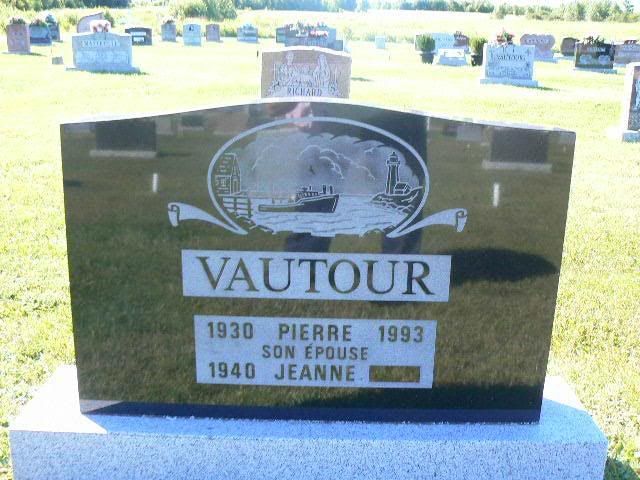 RICHARD
VAUTOUR
1930 PIERRE 1993
SON ÉPOUSE
1940 JEANNE